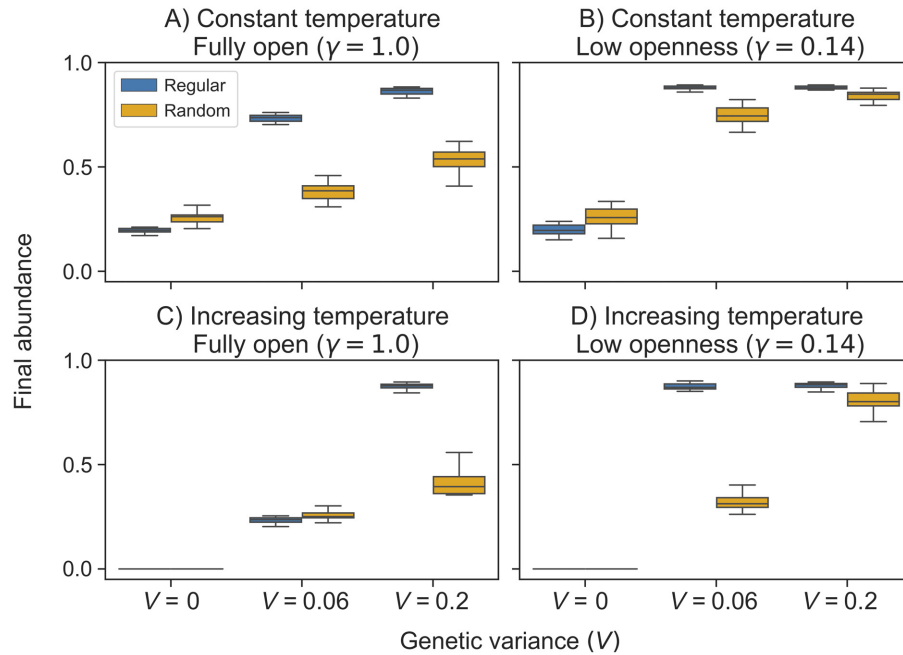 A) Constant temperature
Fully open (γ = 1.0)
B) Constant temperature
Low openness (γ = 0.14)
1.0
0.5
0.0
Regular
Random
C) Increasing temperature
Fully open (γ = 1.0)
D) Increasing temperature
Low openness (γ = 0.14)
1.0
0.5
0.0
Final abundance
V = 0
V = 0.06
V = 0.2
V = 0
V = 0.06
V = 0.2
Genetic variance (V)